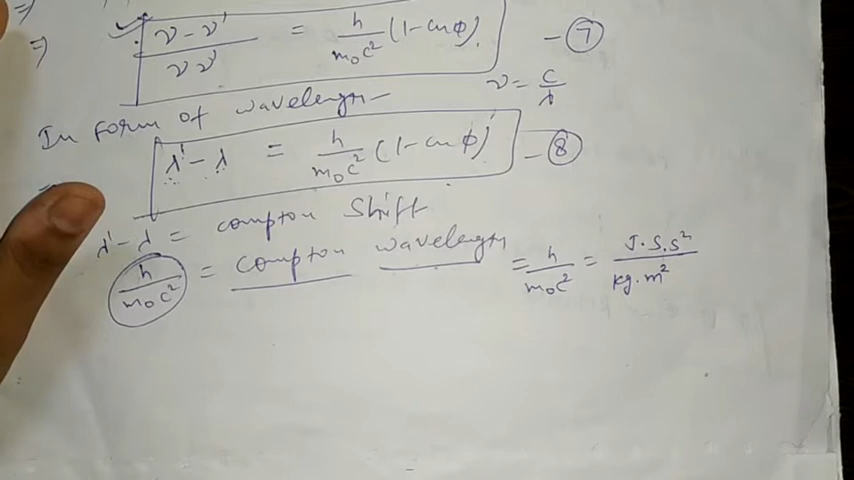 ⇒
⇒ ✓ (ν - ν')/(ν ν') = h/(m₀c²) (1 - cos φ). - ⑦
ν = c/λ
In form of wavelength -
λ' - λ = h/(m₀c²) (1 - cos φ) - ⑧
λ' - λ = compton Shift
h/(m₀c²) = compton wavelength = h/(m₀c²) = J.S.s²/(kg.m²)